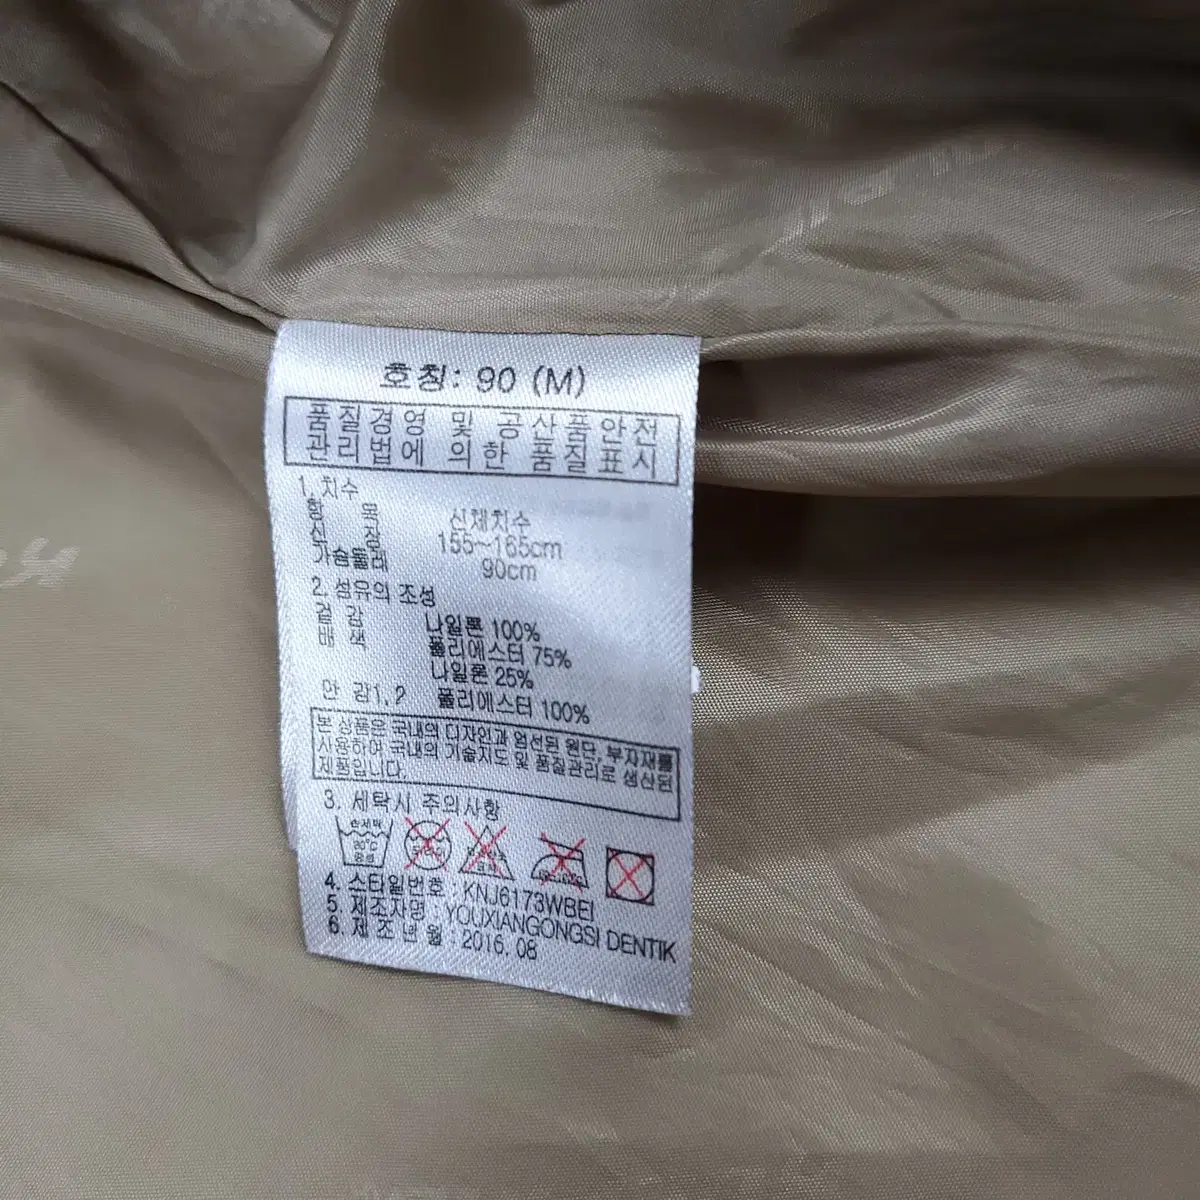 호칭: 90 (M)
품질경영 및 공산품안전
관리법에 의한 품질표시
1. 치수
항 목 신체치수
신 장 155~165cm
가슴둘레 90cm
2. 섬유의 조성
겉 감 나일론 100%
배 색 폴리에스터 75%
나일론 25%
안 감1,2 폴리에스터 100%
본 상품은 국내의 디자인과 엄선된 원단, 부자재를
사용하여 국내의 기술지도 및 품질관리로 생산된
제품입니다.
3. 세탁시 주의사항
손세탁
30°C
중성
4. 스타일번호 : KNJ6173WBEI
5. 제조자명 : YOUXIANGONGSI DENTIK
6. 제조년월 : 2016. 08